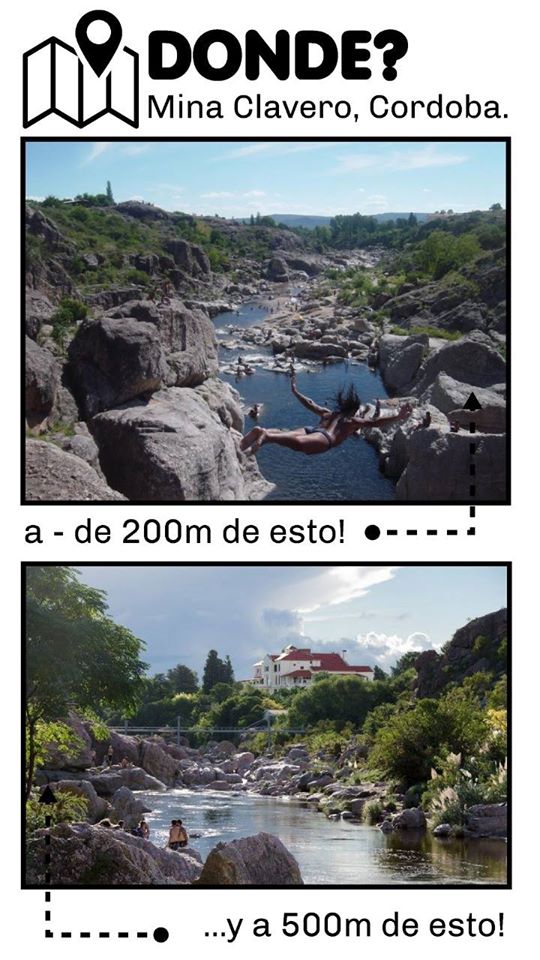 DONDE?
Mina Clavero, Cordoba.
a - de 200m de esto!
...y a 500m de esto!